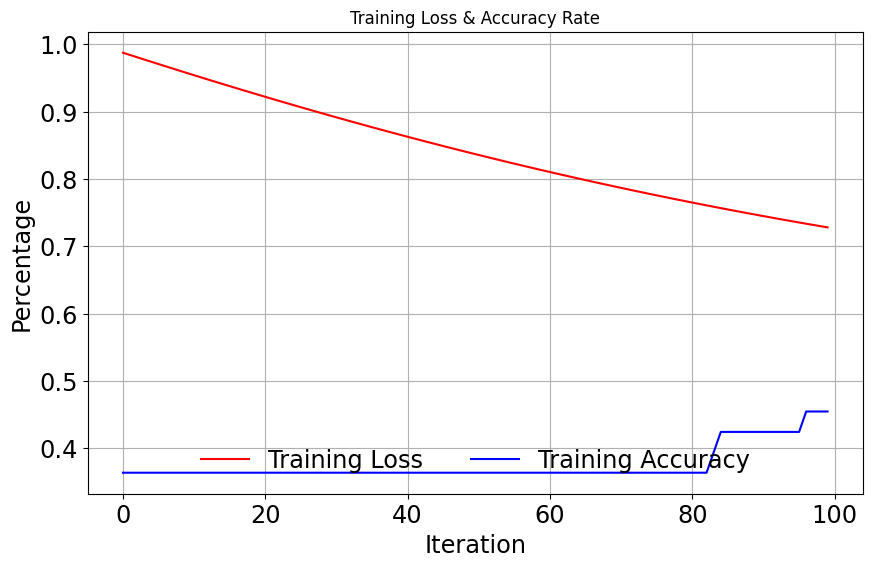 Training Loss & Accuracy Rate
Percentage
1.0
0.9
0.8
0.7
0.6
0.5
0.4
Training Loss Training Accuracy
0 20 40 60 80 100
Iteration